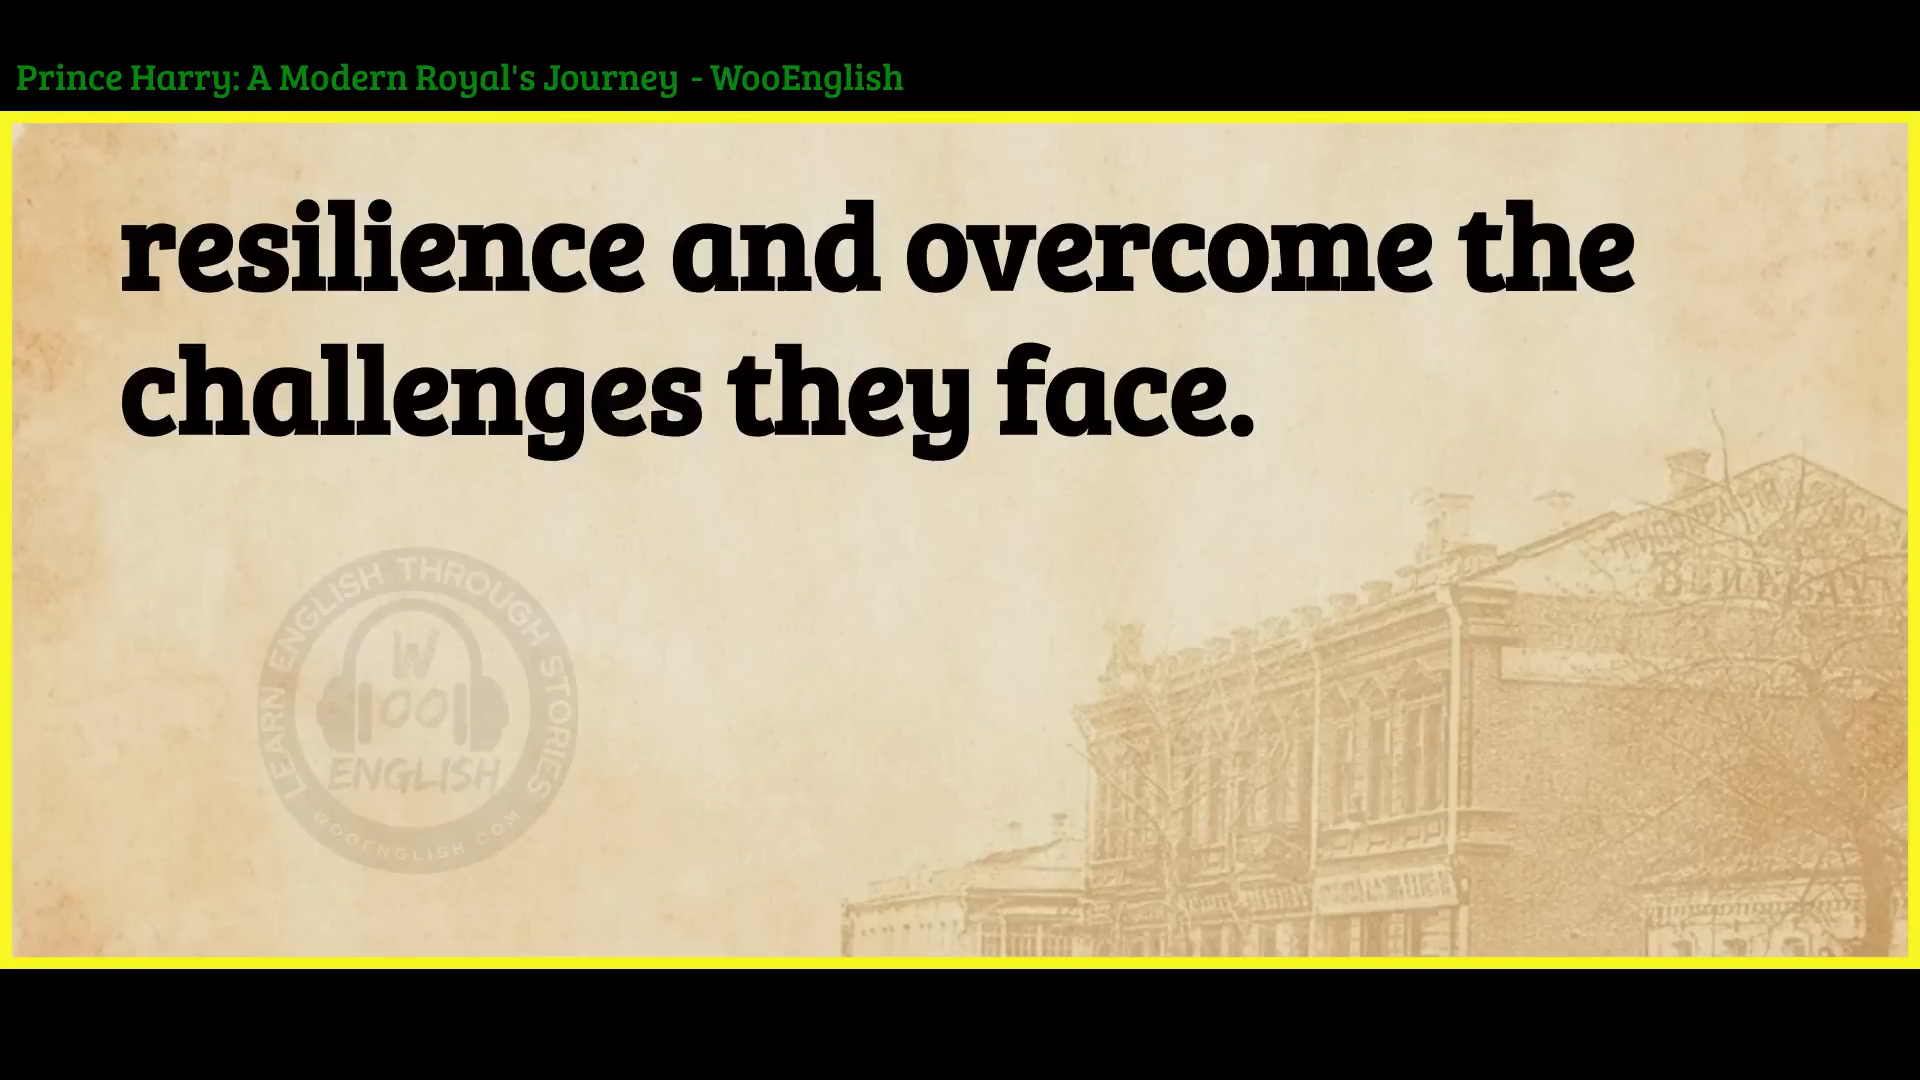 Prince Harry: A Modern Royal's Journey - WooEnglish
resilience and overcome the
challenges they face.
LEARN ENGLISH THROUGH STORIES
W
OO
ENGLISH
WOOENGLISH.COM